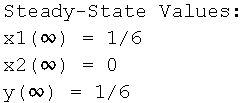 Steady-State Values:
x1(∞) = 1/6
x2(∞) = 0
y(∞) = 1/6